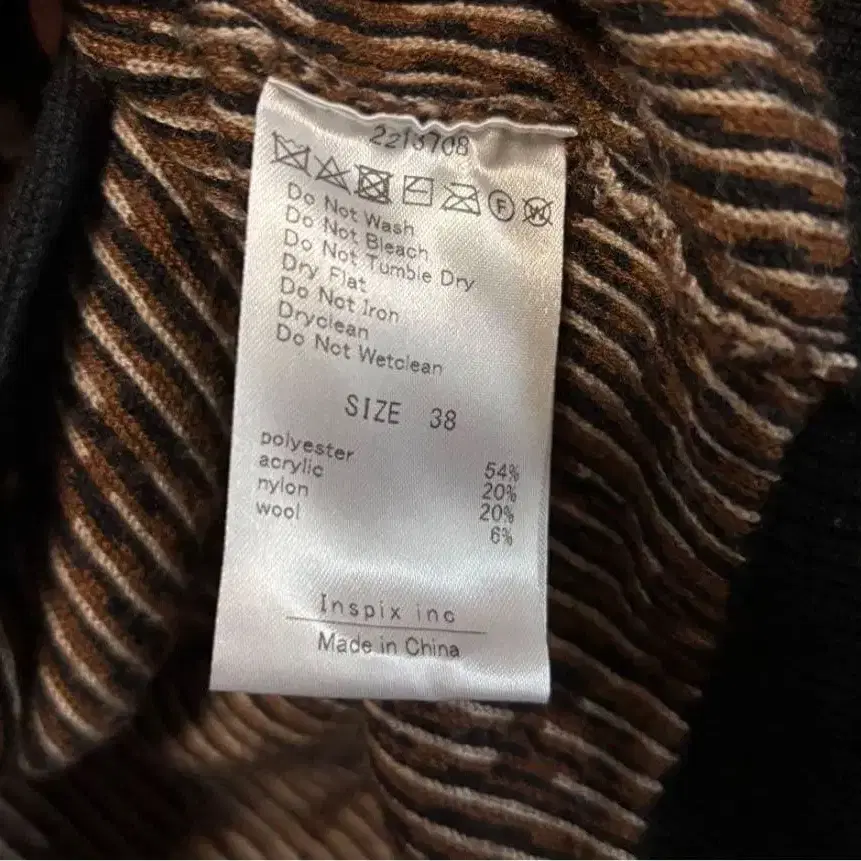 2213708
F W
Do Not Wash
Do Not Bleach
Do Not Tumble Dry
Dry Flat
Do Not Iron
Dryclean
Do Not Wetclean
SIZE 38
polyester 54%
acrylic 20%
nylon 20%
wool 6%
Inspix inc
Made in China